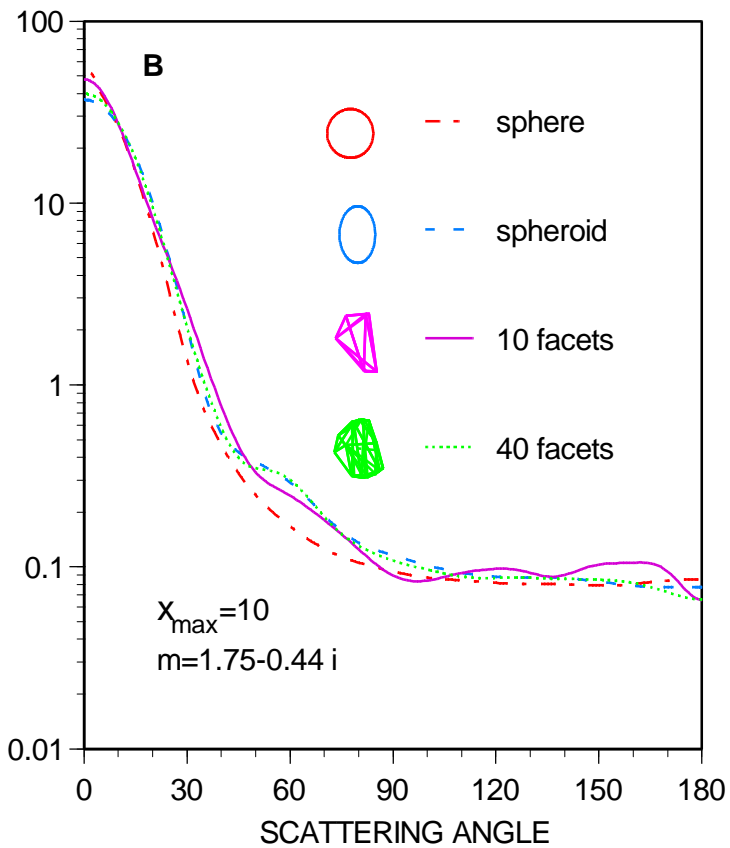 100
B
sphere
10
spheroid
10 facets
1
40 facets
0.1
x_max=10
m=1.75-0.44 i
0.01
0 30 60 90 120 150 180
SCATTERING ANGLE